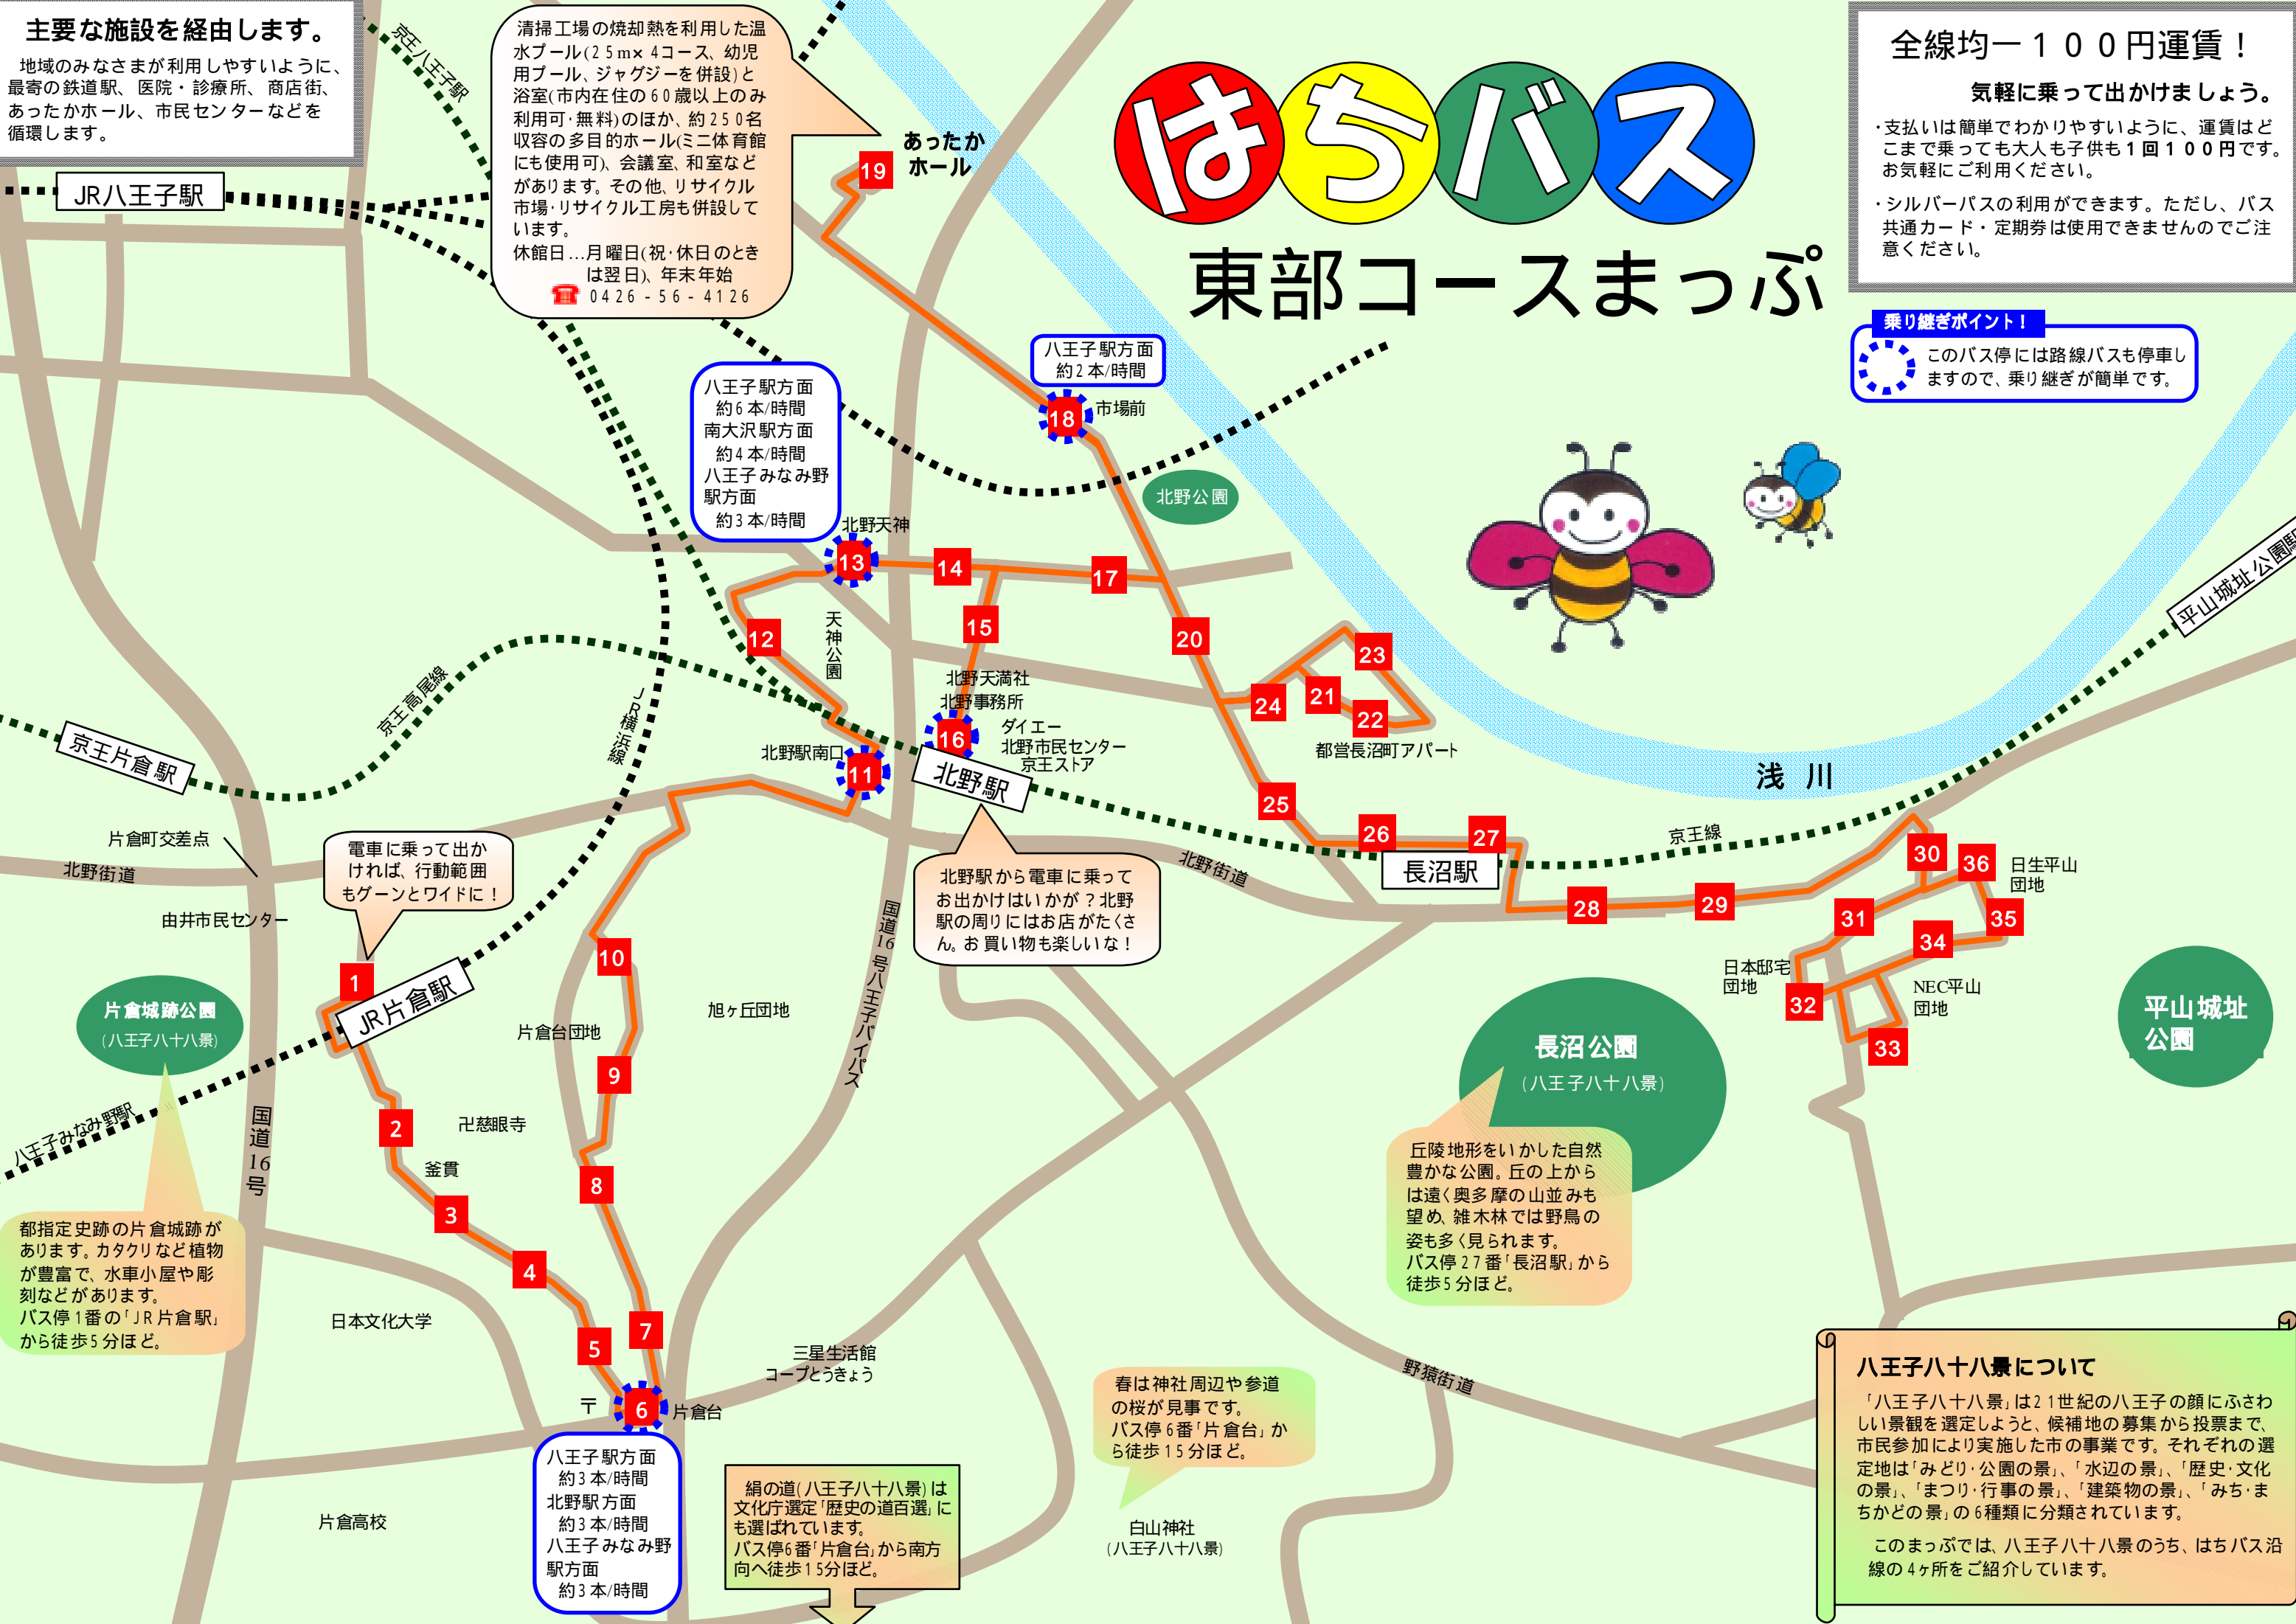 主要な施設を経由します。
地域のみなさまが利用しやすいように、
最寄の鉄道駅、医院・診療所、商店街、
あったかホール、市民センターなどを
循環します。
京王八王子駅
JR八王子駅
清掃工場の焼却熱を利用した温
水プール(25m×4コース、幼児
用プール、ジャグジーを併設)と
浴室(市内在住の60歳以上のみ
利用可・無料)のほか、約250名
収容の多目的ホール(ミニ体育館
にも使用可)、会議室、和室など
があります。その他、リサイクル
市場・リサイクル工房も併設して
います。
休館日…月曜日(祝・休日のとき
は翌日)、年末年始
☎ 0426-56-4126
あったか
ホール
19
はちバス
東部コースまっぷ
全線均一100円運賃！
気軽に乗って出かけましょう。
・支払いは簡単でわかりやすいように、運賃はど
こまで乗っても大人も子供も1回100円です。
お気軽にご利用ください。
・シルバーパスの利用ができます。ただし、バス
共通カード・定期券は使用できませんのでご注
意ください。
乗り継ぎポイント！
このバス停には路線バスも停車し
ますので、乗り継ぎが簡単です。
八王子駅方面
約2本/時間
18
市場前
八王子駅方面
約6本/時間
南大沢駅方面
約4本/時間
八王子みなみ野
駅方面
約3本/時間
北野公園
北野天神
13
14
17
12
天神公園
15
20
23
24
21
22
都営長沼町アパート
北野天満社
北野事務所
16
ダイエー
北野市民センター
京王ストア
北野駅南口
11
北野駅
平山城址公園駅
京王高尾線
JR横浜線
京王片倉駅
浅 川
25
26
27
長沼駅
京王線
片倉町交差点
北野街道
由井市民センター
電車に乗って出か
ければ、行動範囲
もグーンとワイドに！
北野駅から電車に乗って
お出かけはいかが？北野
駅の周りにはお店がたくさ
ん。お買い物も楽しいな！
北野街道
国道16号八王子バイパス
28
29
30
36
日生平山
団地
31
35
34
日本邸宅
団地
32
NEC平山
団地
33
1
JR片倉駅
10
旭ヶ丘団地
片倉台団地
9
片倉城跡公園
(八王子八十八景)
八王子みなみ野駅
国道16号
2
卍慈眼寺
釜貫
8
3
4
長沼公園
(八王子八十八景)
平山城址
公園
丘陵地形をいかした自然
豊かな公園。丘の上から
は遠く奥多摩の山並みも
望め、雑木林では野鳥の
姿も多く見られます。
バス停27番「長沼駅」から
徒歩5分ほど。
都指定史跡の片倉城跡が
あります。カタクリなど植物
が豊富で、水車小屋や彫
刻などがあります。
バス停1番の「JR片倉駅」
から徒歩5分ほど。
日本文化大学
5
7
三星生活館
コープとうきょう
〒
6
片倉台
野猿街道
春は神社周辺や参道
の桜が見事です。
バス停6番「片倉台」か
ら徒歩15分ほど。
白山神社
(八王子八十八景)
片倉高校
八王子駅方面
約3本/時間
北野駅方面
約3本/時間
八王子みなみ野
駅方面
約3本/時間
絹の道(八王子八十八景)は
文化庁選定「歴史の道百選」に
も選ばれています。
バス停6番「片倉台」から南方
向へ徒歩15分ほど。
八王子八十八景について
「八王子八十八景」は21世紀の八王子の顔にふさわ
しい景観を選定しようと、候補地の募集から投票まで、
市民参加により実施した市の事業です。それぞれの選
定地は「みどり・公園の景」、「水辺の景」、「歴史・文化
の景」、「まつり・行事の景」、「建築物の景」、「みち・ま
ちかどの景」の6種類に分類されています。
このまっぷでは、八王子八十八景のうち、はちバス沿
線の4ヶ所をご紹介しています。